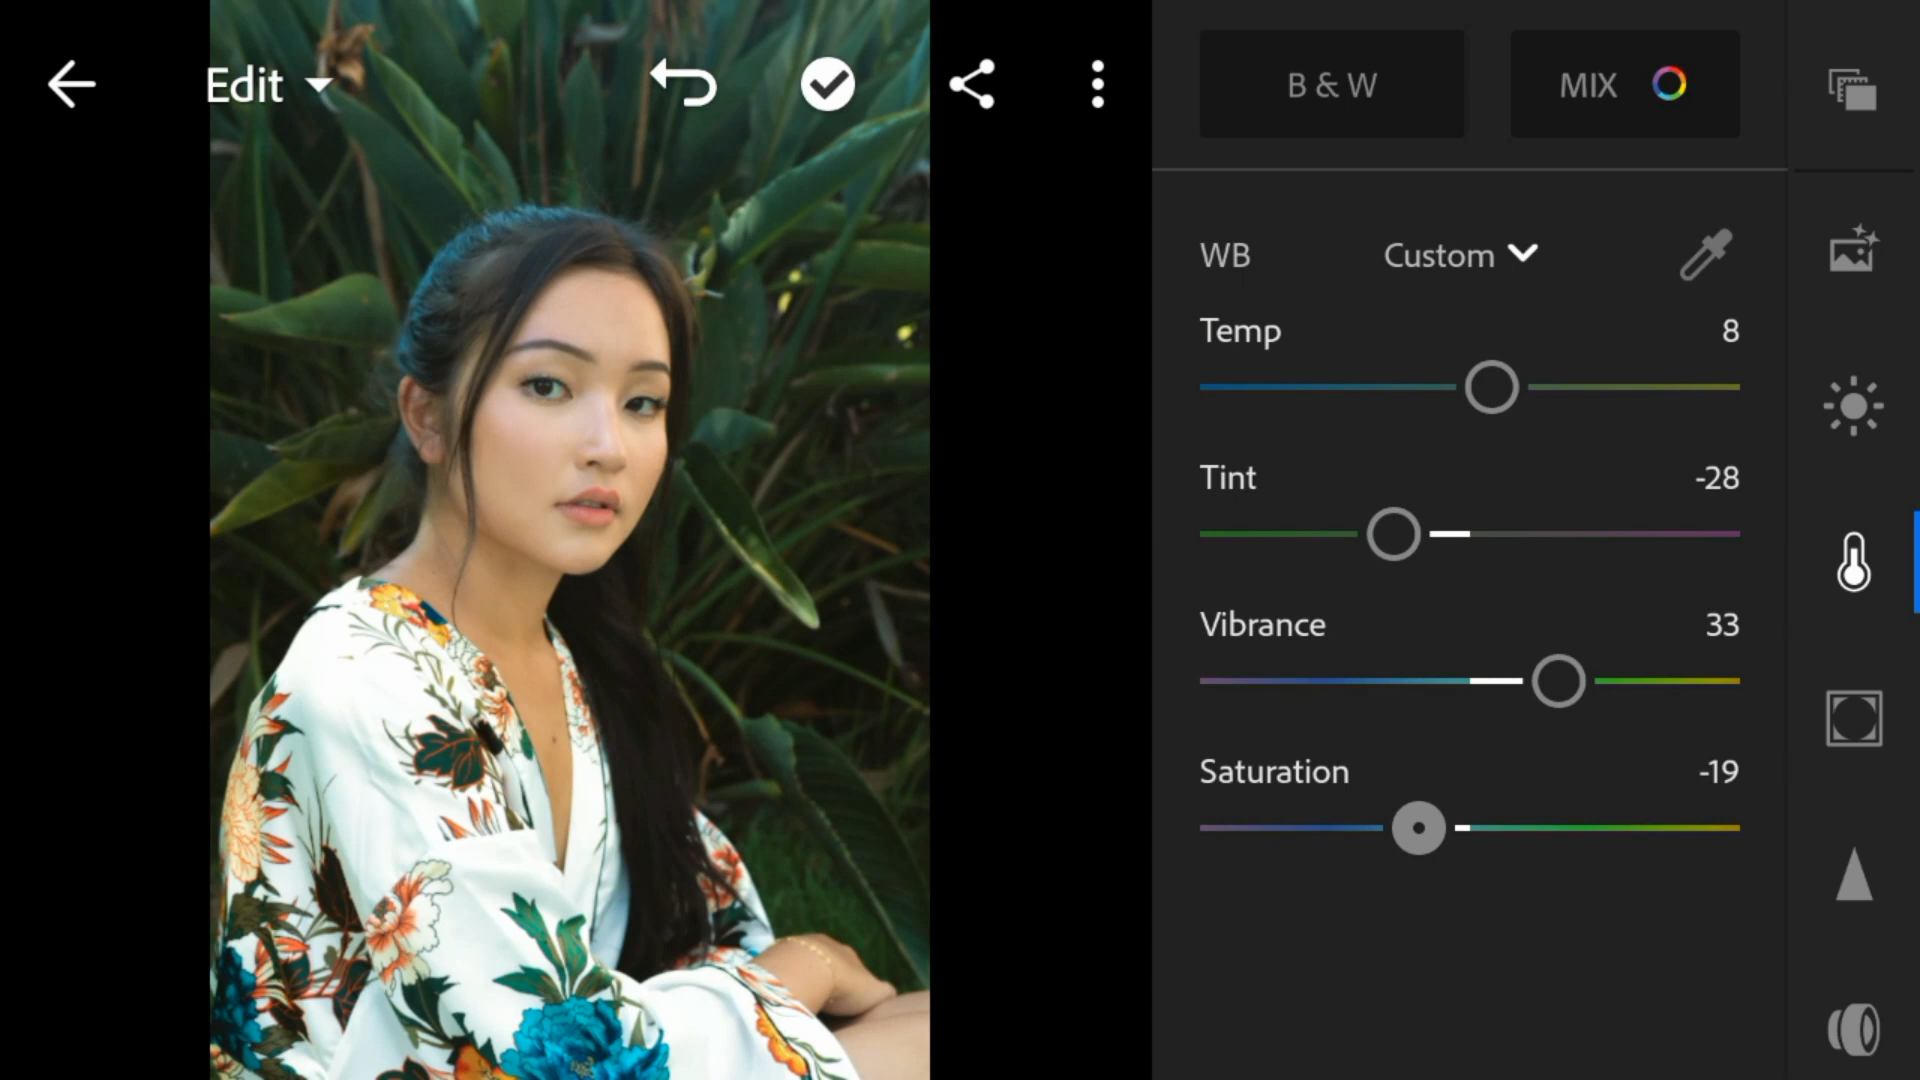 Edit
B & W
MIX
WB
Custom
Temp
8
Tint
-28
Vibrance
33
Saturation
-19